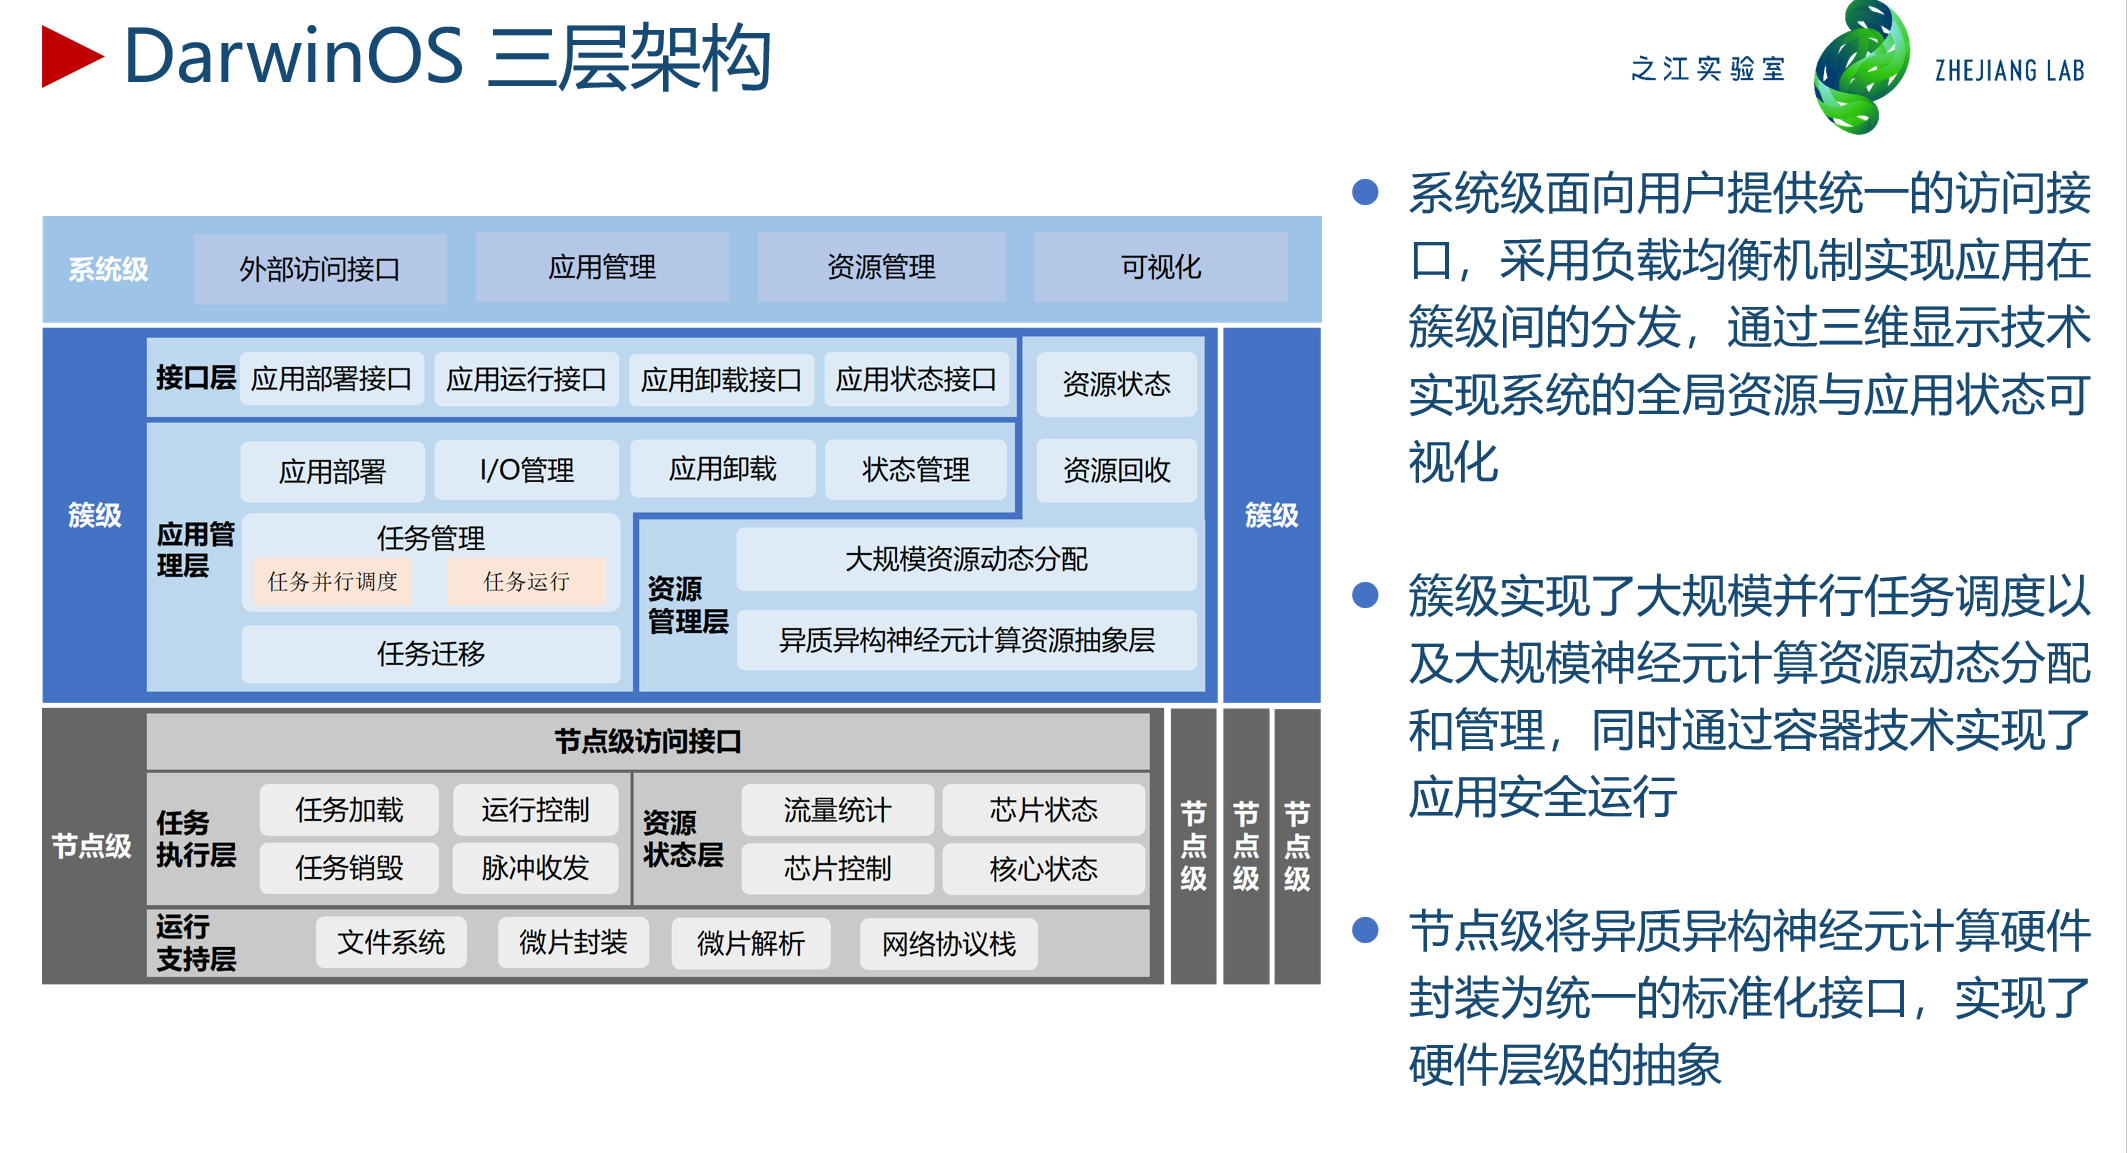 DarwinOS 三层架构
之江实验室
ZHEJIANG LAB
系统级
外部访问接口
应用管理
资源管理
可视化
簇级
接口层
应用部署接口
应用运行接口
应用卸载接口
应用状态接口
资源状态
资源回收
应用管
理层
应用部署
I/O管理
应用卸载
状态管理
任务管理
任务并行调度
任务运行
任务迁移
资源
管理层
大规模资源动态分配
异质异构神经元计算资源抽象层
簇级
节点级
节点级访问接口
任务
执行层
任务加载
运行控制
任务销毁
脉冲收发
资源
状态层
流量统计
芯片状态
芯片控制
核心状态
运行
支持层
文件系统
微片封装
微片解析
网络协议栈
节
点
级
节
点
级
节
点
级
系统级面向用户提供统一的访问接
口，采用负载均衡机制实现应用在
簇级间的分发，通过三维显示技术
实现系统的全局资源与应用状态可
视化
簇级实现了大规模并行任务调度以
及大规模神经元计算资源动态分配
和管理，同时通过容器技术实现了
应用安全运行
节点级将异质异构神经元计算硬件
封装为统一的标准化接口，实现了
硬件层级的抽象